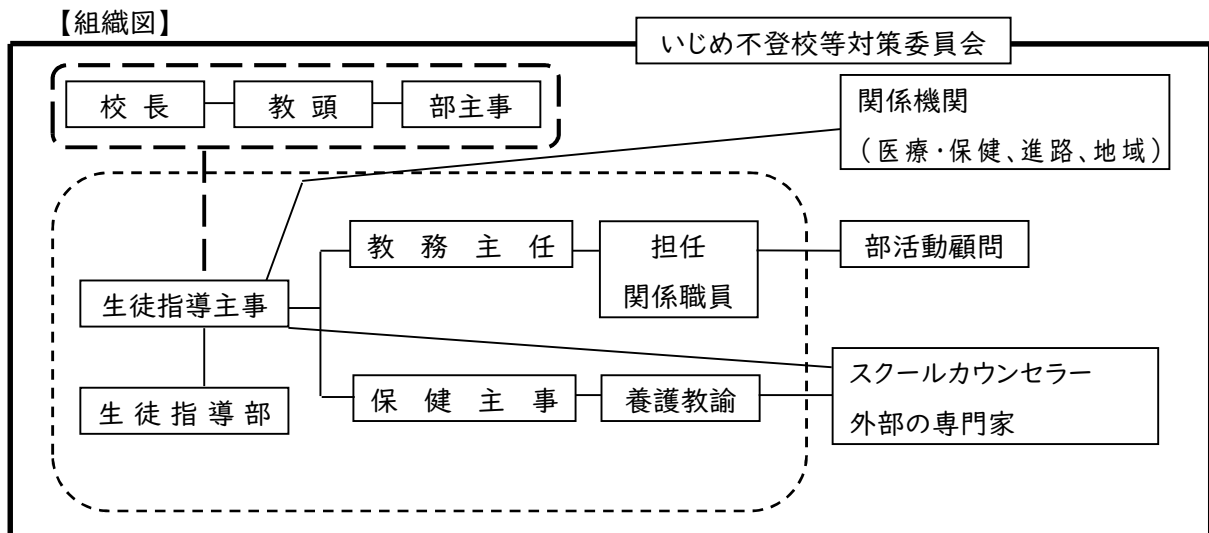 【組織図】
いじめ不登校等対策委員会
校長
教頭
部主事
関係機関
（医療・保健、進路、地域）
教務主任
担任
関係職員
部活動顧問
生徒指導主事
生徒指導部
保健主事
養護教諭
スクールカウンセラー
外部の専門家